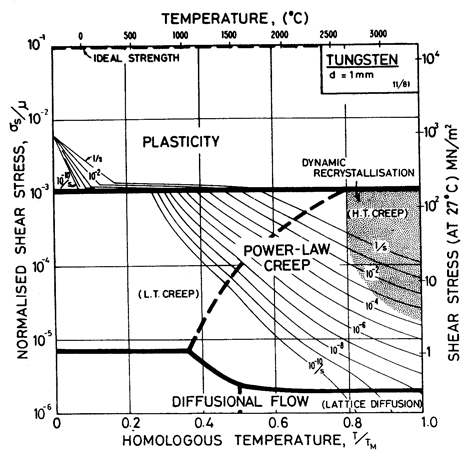 TEMPERATURE, (°C)
0 500 1000 1500 2000 2500 3000
10⁻¹
10⁻²
10⁻³
10⁻⁴
10⁻⁵
10⁻⁶
NORMALISED SHEAR STRESS, σs/μ
IDEAL STRENGTH
TUNGSTEN
d = 1mm
11/81
PLASTICITY
1/s
10⁻²
10⁻¹⁰/s
DYNAMIC
RECRYSTALLISATION
(H.T. CREEP)
POWER-LAW
CREEP
(L.T. CREEP)
1/s
10⁻²
10⁻⁴
10⁻⁶
10⁻⁸
10⁻¹⁰/s
DIFFUSIONAL FLOW
(LATTICE DIFFUSION)
10⁴
10³
10²
10
1
SHEAR STRESS (AT 27°C) MN/m²
0 0.2 0.4 0.6 0.8 1.0
HOMOLOGOUS TEMPERATURE, T/TM